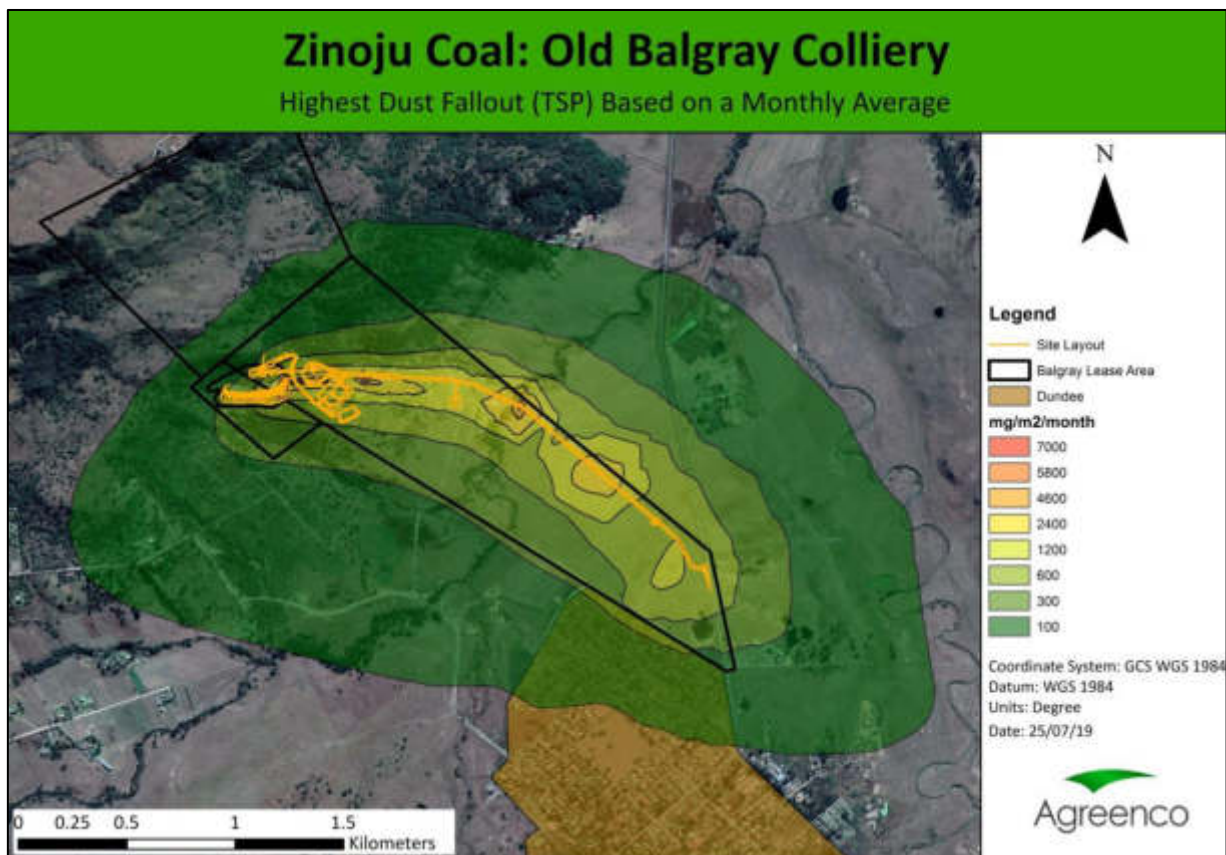 Zinoju Coal: Old Balgray Colliery
Highest Dust Fallout (TSP) Based on a Monthly Average
N
Legend
Site Layout
Balgray Lease Area
Dundee
mg/m2/month
7000
5800
4600
2400
1200
600
300
100
Coordinate System: GCS WGS 1984
Datum: WGS 1984
Units: Degree
Date: 25/07/19
Agreenco
0 0.25 0.5 1 1.5
Kilometers